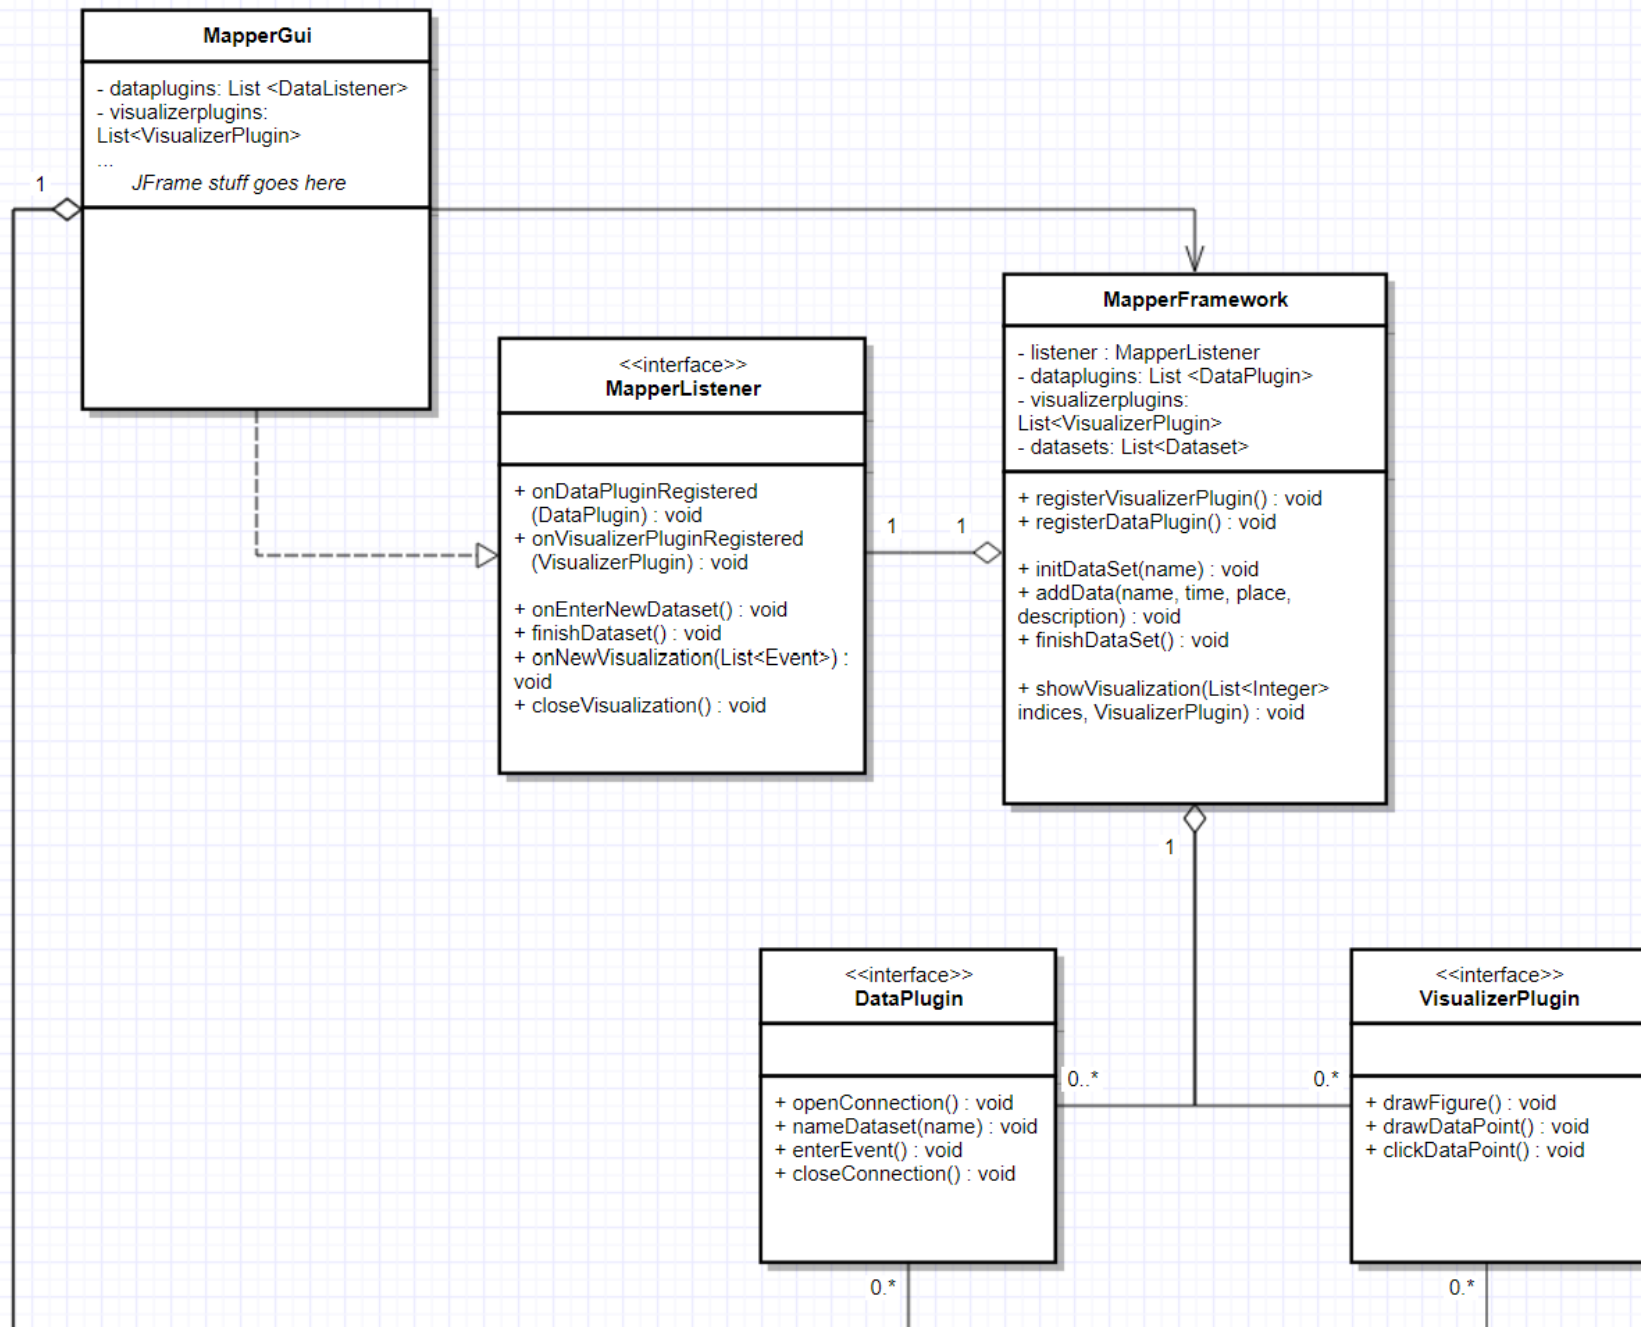 MapperGui
- dataplugins: List <DataListener>
- visualizerplugins:
List<VisualizerPlugin>
...
JFrame stuff goes here
1
MapperFramework
- listener : MapperListener
- dataplugins: List <DataPlugin>
- visualizerplugins:
List<VisualizerPlugin>
- datasets: List<Dataset>
+ registerVisualizerPlugin() : void
+ registerDataPlugin() : void
+ initDataSet(name) : void
+ addData(name, time, place,
description) : void
+ finishDataSet() : void
+ showVisualization(List<Integer>
indices, VisualizerPlugin) : void
<<interface>>
MapperListener
+ onDataPluginRegistered
(DataPlugin) : void
+ onVisualizerPluginRegistered
(VisualizerPlugin) : void
+ onEnterNewDataset() : void
+ finishDataset() : void
+ onNewVisualization(List<Event>) :
void
+ closeVisualization() : void
1
1
1
<<interface>>
DataPlugin
+ openConnection() : void
+ nameDataset(name) : void
+ enterEvent() : void
+ closeConnection() : void
0..*
0.*
<<interface>>
VisualizerPlugin
+ drawFigure() : void
+ drawDataPoint() : void
+ clickDataPoint() : void
0.*
0.*